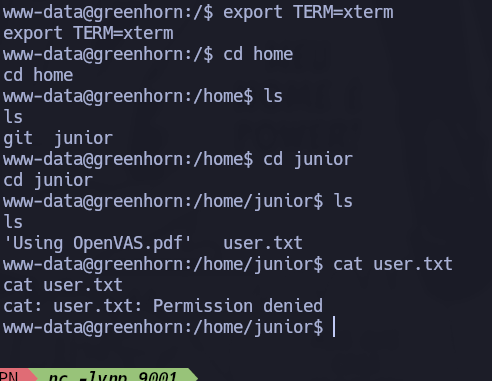 www-data@greenhorn:/$ export TERM=xterm
export TERM=xterm
www-data@greenhorn:/$ cd home
cd home
www-data@greenhorn:/home$ ls
ls
git  junior
www-data@greenhorn:/home$ cd junior
cd junior
www-data@greenhorn:/home/junior$ ls
ls
'Using OpenVAS.pdf'   user.txt
www-data@greenhorn:/home/junior$ cat user.txt
cat user.txt
cat: user.txt: Permission denied
www-data@greenhorn:/home/junior$
PN nc -lvnp 9001